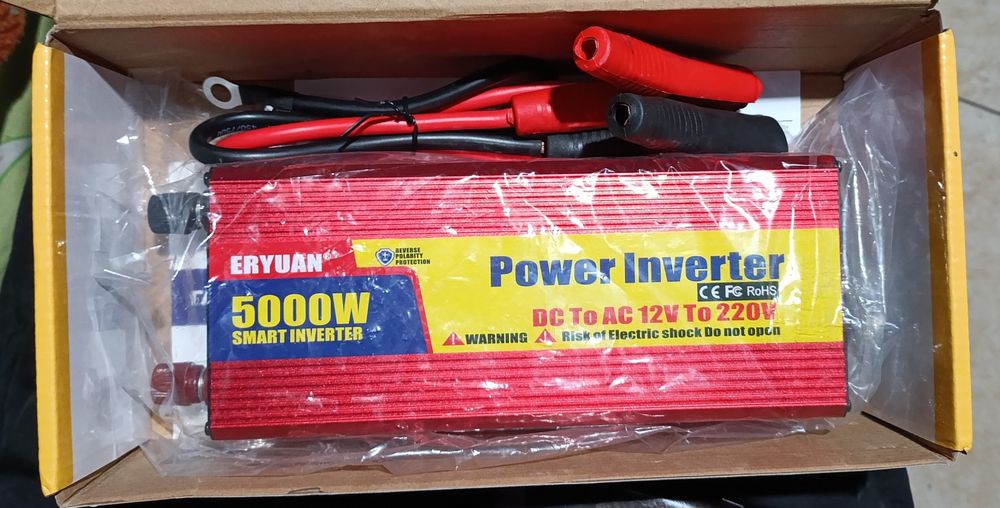 ERYUAN
REVERSE
POLARITY
PROTECTION
Power Inverter
CE FC RoHS
5000W
SMART INVERTER
DC To AC 12V To 220V
WARNING Risk of Electric shock Do not open